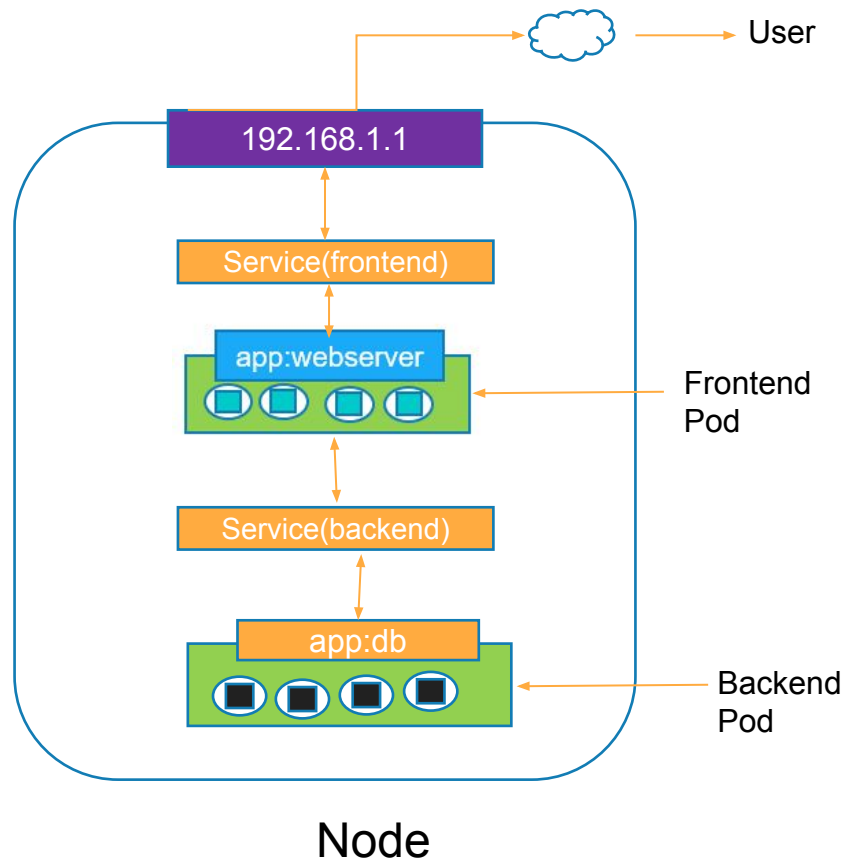 User
192.168.1.1
Service(frontend)
app:webserver
Frontend
Pod
Service(backend)
app:db
Backend
Pod
Node